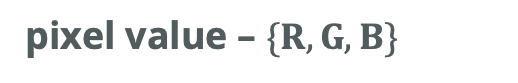 pixel value – {R, G, B}